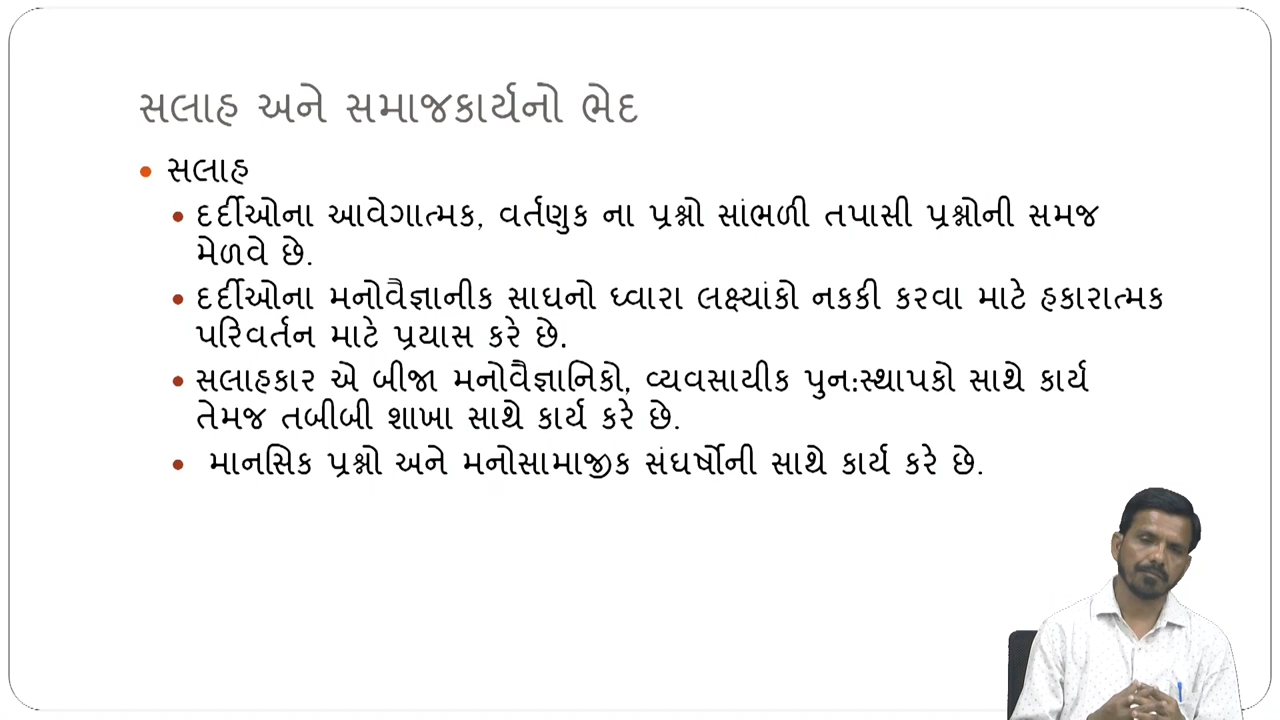 સલાહ અને સમાજકાર્યનો ભેદ
સલાહ
દર્દીઓના આવેગાત્મક, વર્તણુક ના પ્રશ્નો સાંભળી તપાસી પ્રશ્નોની સમજ
મેળવે છે.
દર્દીઓના મનોવૈજ્ઞાનીક સાધનો ધ્વારા લક્ષ્યાંકો નકકી કરવા માટે હકારાત્મક
પરિવર્તન માટે પ્રયાસ કરે છે.
સલાહકાર એ બીજા મનોવૈજ્ઞાનિકો, વ્યવસાયીક પુન:સ્થાપકો સાથે કાર્ય
તેમજ તબીબી શાખા સાથે કાર્ય કરે છે.
માનસિક પ્રશ્નો અને મનોસામાજીક સંઘર્ષોની સાથે કાર્ય કરે છે.